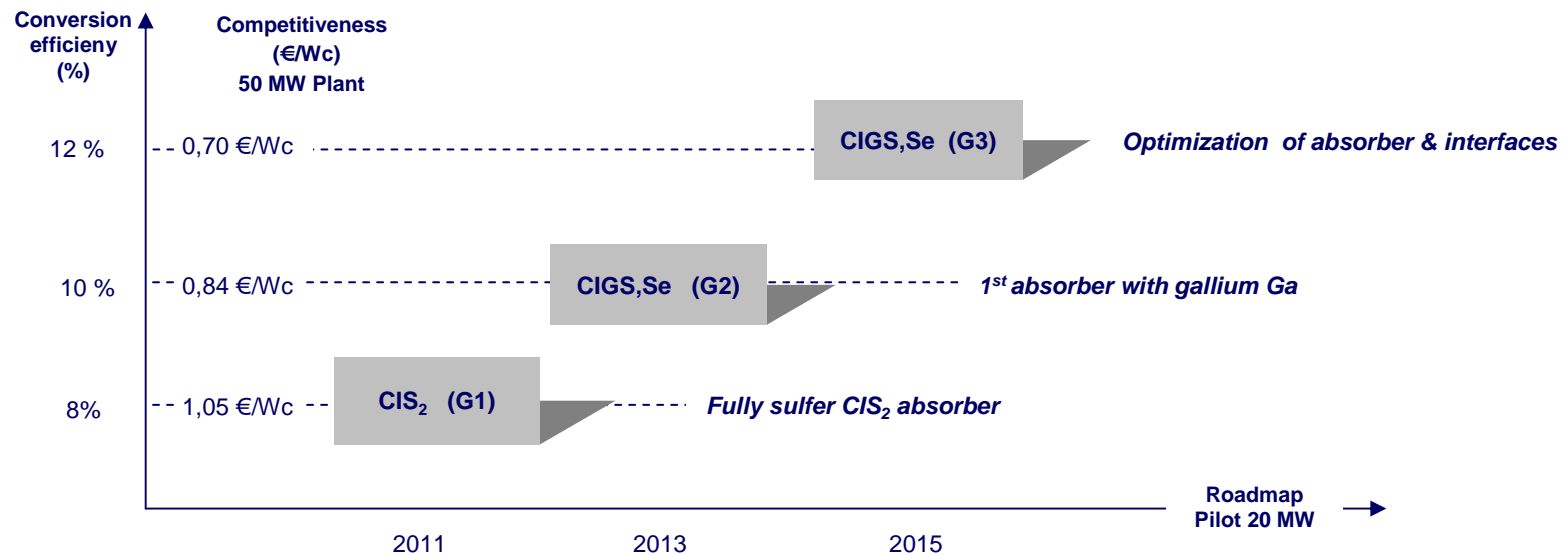 Conversion
efficieny
(%)
Competitiveness
(€/Wc)
50 MW Plant
12 %
0,70 €/Wc
CIGS,Se (G3)
Optimization of absorber & interfaces
10 %
0,84 €/Wc
CIGS,Se (G2)
1st absorber with gallium Ga
8%
1,05 €/Wc
CIS2 (G1)
Fully sulfer CIS2 absorber
Roadmap
Pilot 20 MW
2011
2013
2015